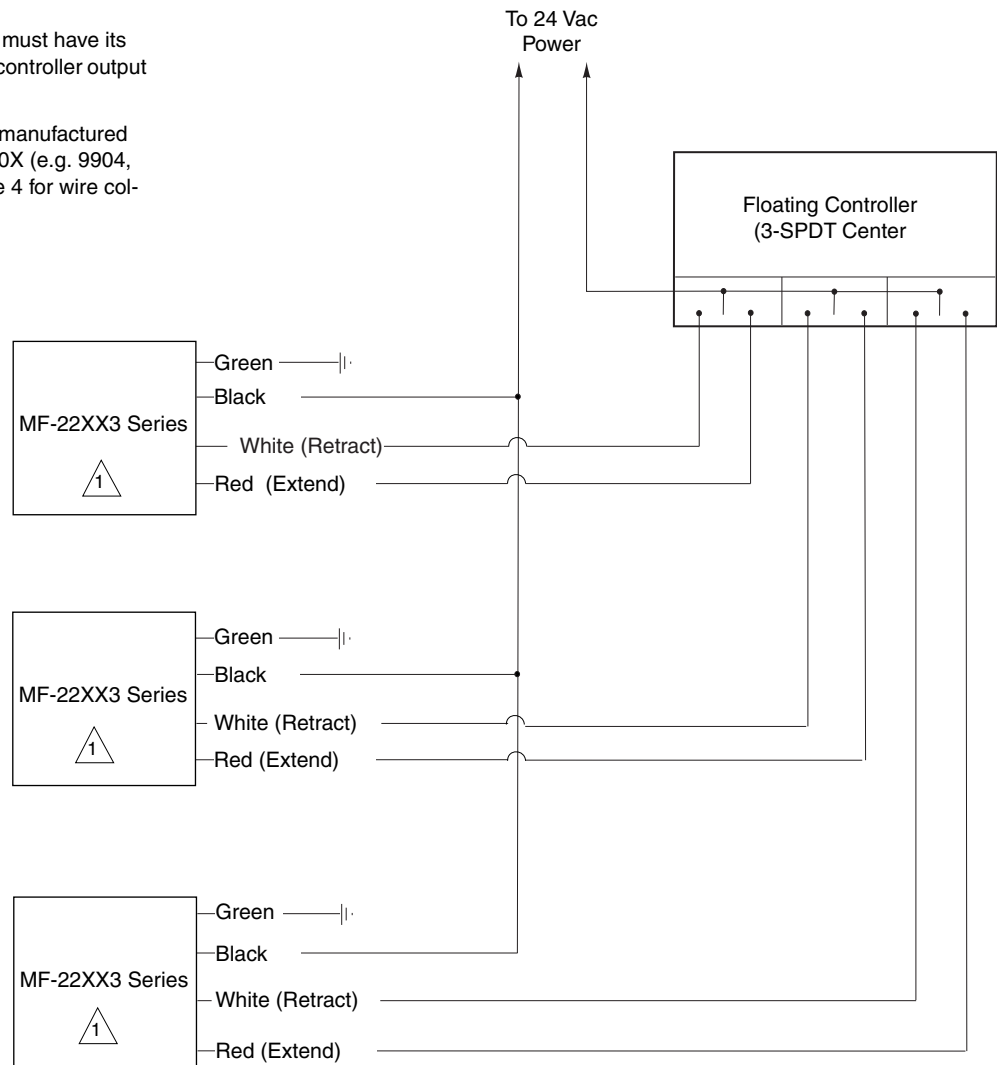 must have its
controller output
manufactured
0X (e.g. 9904,
e 4 for wire col-
To 24 Vac
Power
Floating Controller
(3-SPDT Center
MF-22XX3 Series
1
Green
Black
White (Retract)
Red (Extend)
MF-22XX3 Series
1
Green
Black
White (Retract)
Red (Extend)
MF-22XX3 Series
1
Green
Black
White (Retract)
Red (Extend)